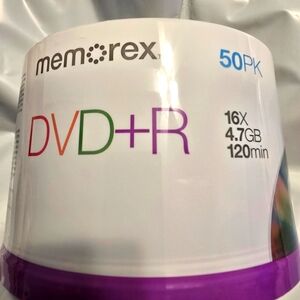 memorex
50PK
DVD+R
16X
4.7GB
120min